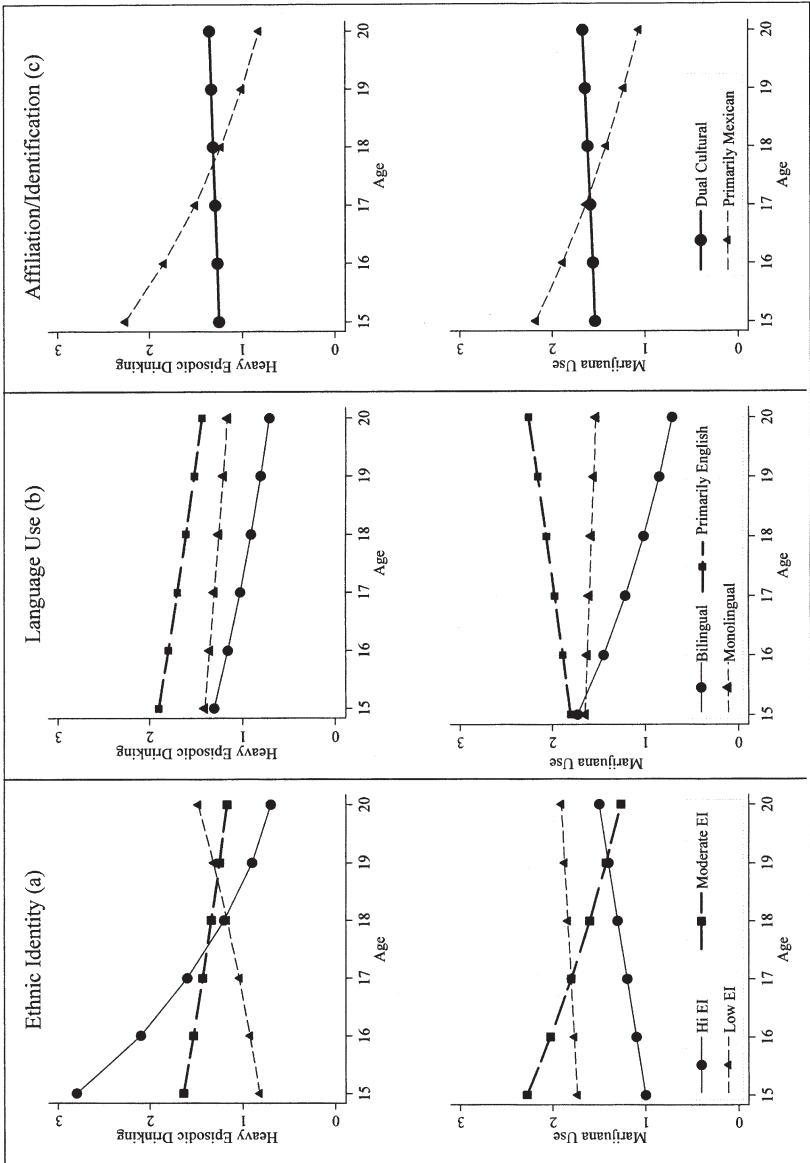 Ethnic Identity (a)
3
2
1
0
Heavy Episodic Drinking
15 16 17 18 19 20
Age
3
2
1
0
Marijuana Use
15 16 17 18 19 20
Age
Hi EI
Moderate EI
Low EI
Language Use (b)
3
2
1
0
Heavy Episodic Drinking
15 16 17 18 19 20
Age
3
2
1
0
Marijuana Use
15 16 17 18 19 20
Age
Bilingual
Primarily English
Monolingual
Affiliation/Identification (c)
3
2
1
0
Heavy Episodic Drinking
15 16 17 18 19 20
Age
3
2
1
0
Marijuana Use
15 16 17 18 19 20
Age
Dual Cultural
Primarily Mexican